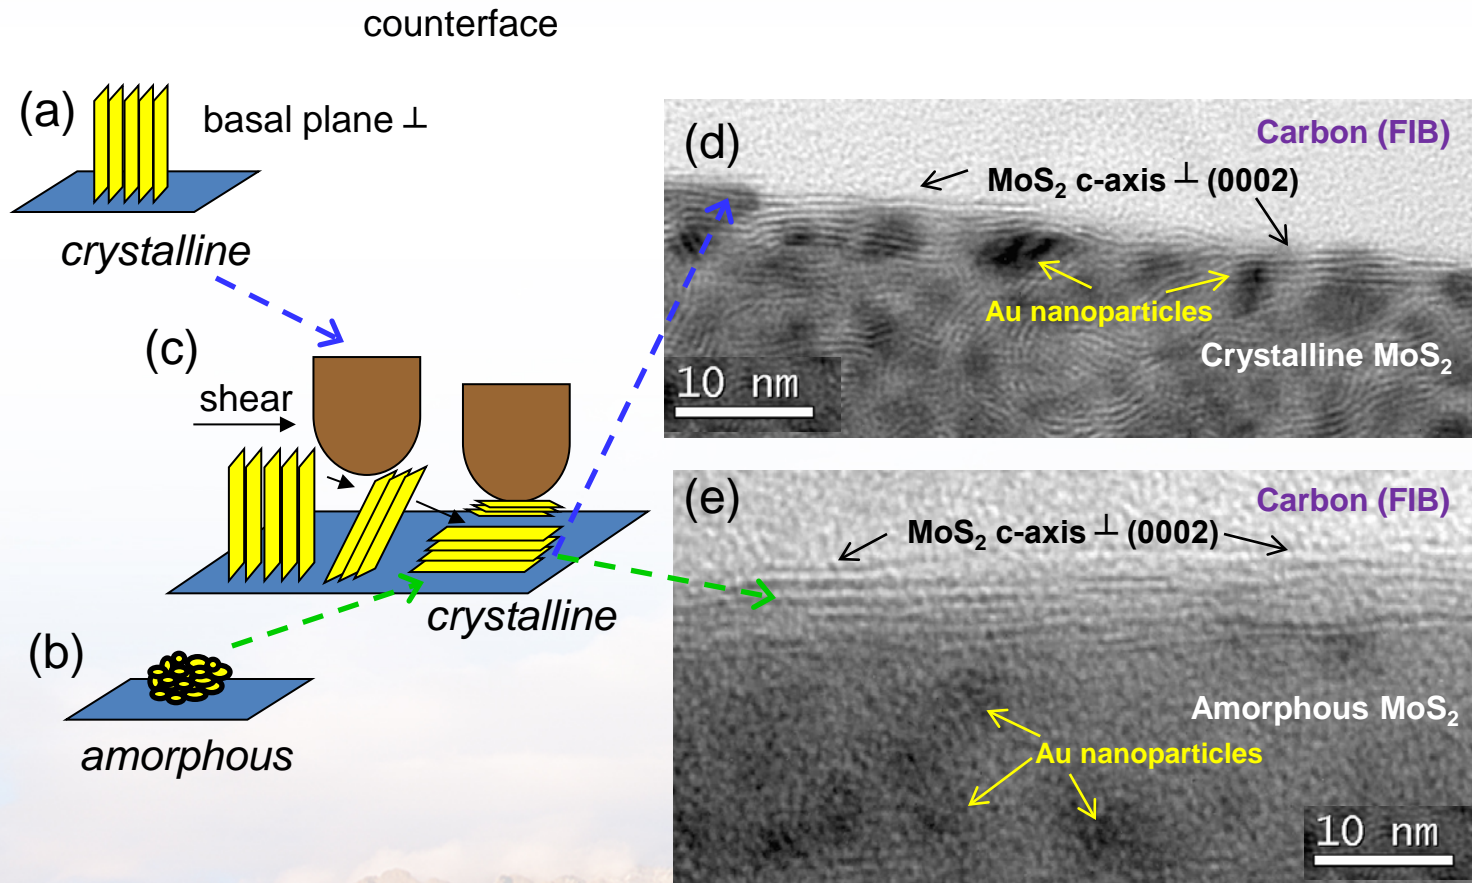 counterface
(a)
basal plane ⊥
crystalline
(c)
shear
crystalline
(b)
amorphous
(d)
Carbon (FIB)
MoS₂ c-axis ⊥ (0002)
Au nanoparticles
Crystalline MoS₂
10 nm
(e)
Carbon (FIB)
MoS₂ c-axis ⊥ (0002)
Amorphous MoS₂
Au nanoparticles
10 nm